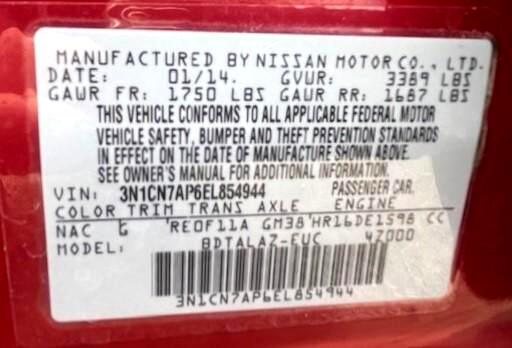 MANUFACTURED BY NISSAN MOTOR CO., LTD.
DATE: 01/14. GVWR: 3389 LBS
GAWR FR: 1750 LBS GAWR RR: 1687 LBS
THIS VEHICLE CONFORMS TO ALL APPLICABLE FEDERAL MOTOR
VEHICLE SAFETY, BUMPER AND THEFT PREVENTION STANDARDS
IN EFFECT ON THE DATE OF MANUFACTURE SHOWN ABOVE.
SEE OWNER'S MANUAL FOR ADDITIONAL INFORMATION.
VIN: 3N1CN7AP6EL854944 PASSENGER CAR
COLOR TRIM TRANS AXLE ENGINE
NAC G RE0F11A GM38 HR16DE1598 CC
MODEL: BDTALAZ-EUC 4Z000
3N1CN7AP6EL854944